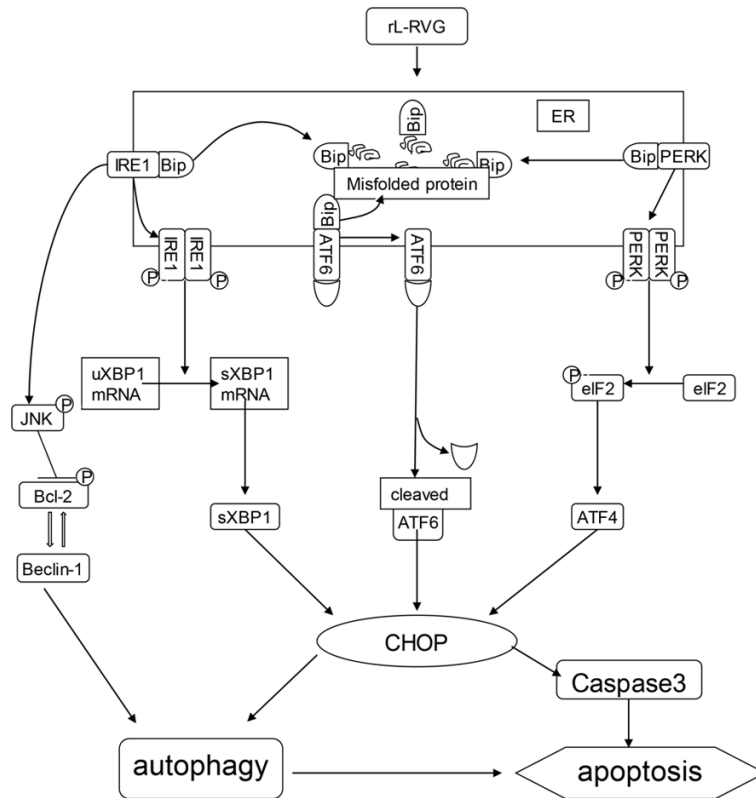 rL-RVG
ER
Bip
Bip
Bip
Misfolded protein
IRE1 Bip
Bip PERK
Bip
ATF6
ATF6
IRE1 IRE1
P P
PERK PERK
P P
uXBP1
mRNA
sXBP1
mRNA
P
eIF2
eIF2
JNK
P
P
Bcl-2
Beclin-1
sXBP1
cleaved
ATF6
ATF4
CHOP
Caspase3
autophagy
apoptosis